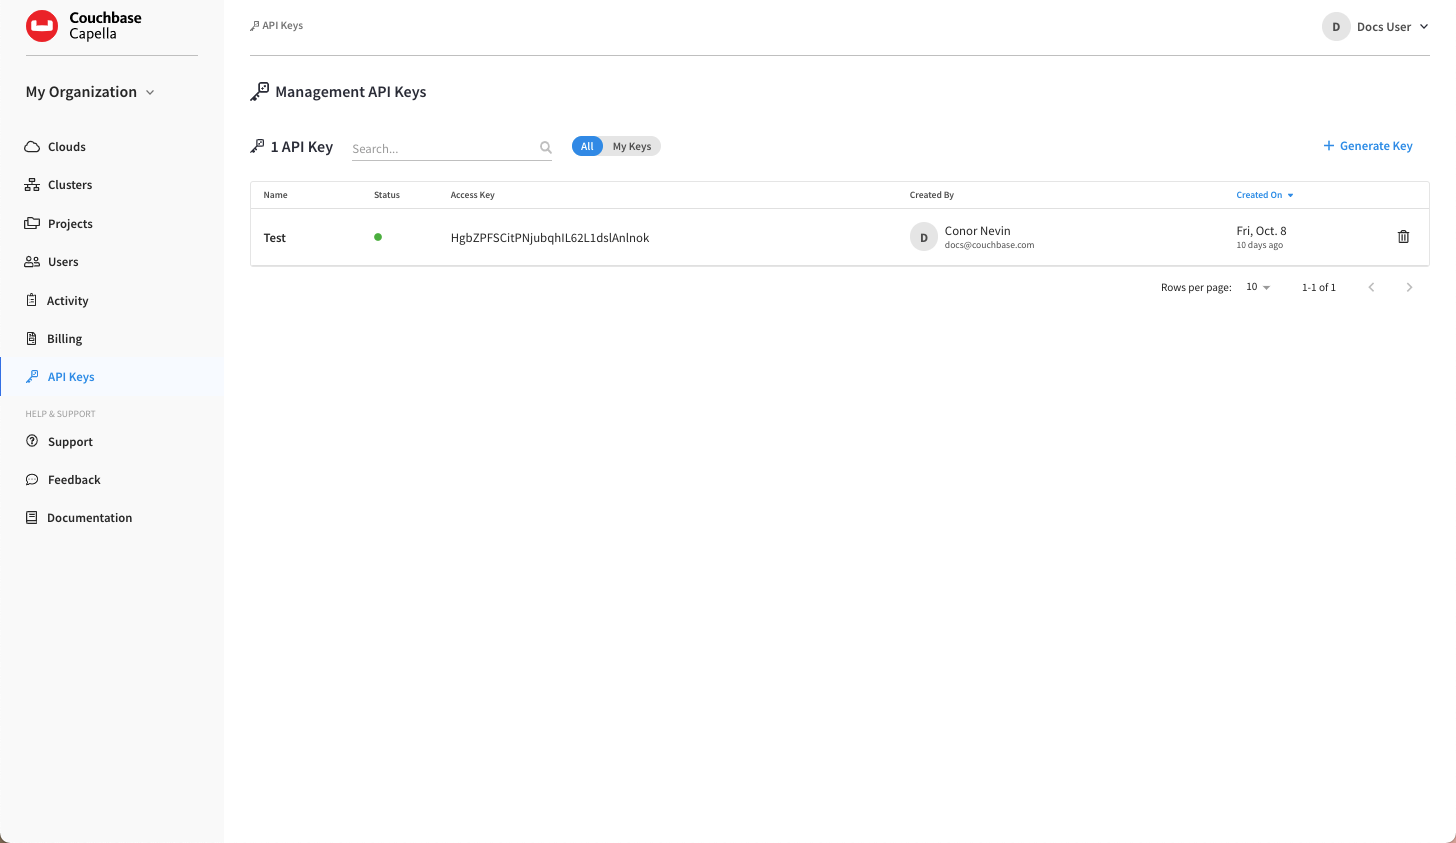 Couchbase
Capella
API Keys
D Docs User
My Organization
Management API Keys
1 API Key Search... All My Keys + Generate Key
Name Status Access Key Created By Created On
Test HgbZPFSCitPNjubqhIL62L1dslAnlnok D Conor Nevin Fri, Oct. 8
docs@couchbase.com 10 days ago
Rows per page: 10 1-1 of 1
Clouds
Clusters
Projects
Users
Activity
Billing
API Keys
HELP & SUPPORT
Support
Feedback
Documentation